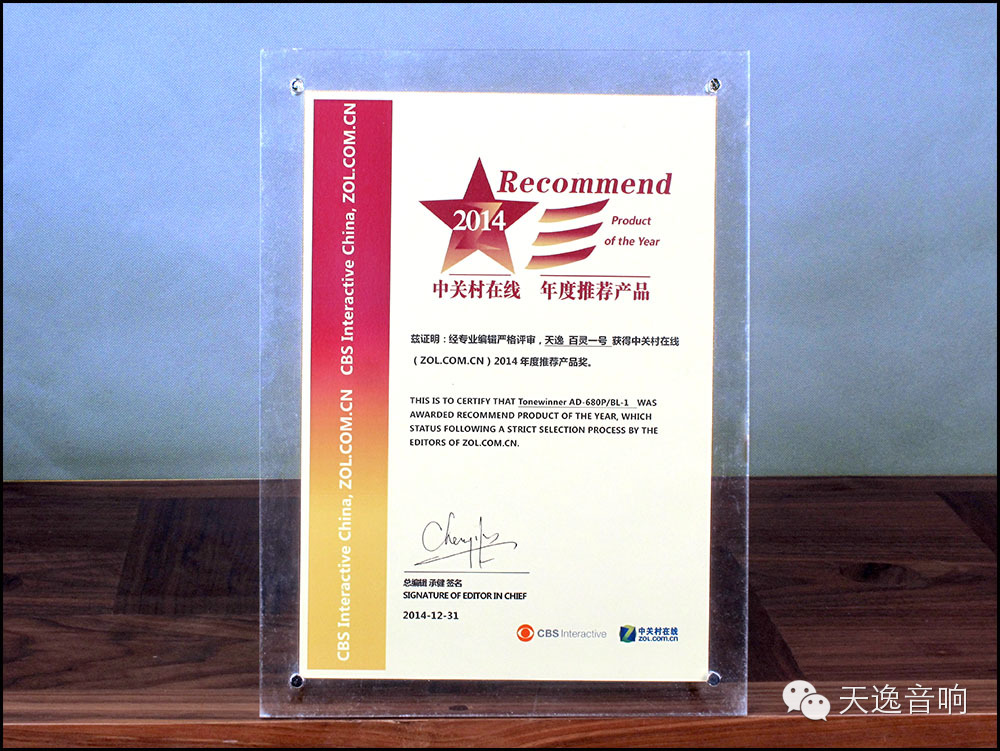 CBS Interactive China, ZOL.COM.CN CBS Interactive China, ZOL.COM.CN
Recommend
2014
Product
of the Year
中关村在线 年度推荐产品
兹证明：经专业编辑严格评审，天逸 百灵一号 获得中关村在线
（ZOL.COM.CN）2014 年度推荐产品奖。
THIS IS TO CERTIFY THAT Tonewinner AD-680P/BL-1 WAS
AWARDED RECOMMEND PRODUCT OF THE YEAR, WHICH
STATUS FOLLOWING A STRICT SELECTION PROCESS BY THE
EDITORS OF ZOL.COM.CN.
总编辑 承健 签名
SIGNATURE OF EDITOR IN CHIEF
2014-12-31
CBS Interactive
中关村在线
ZOL.COM.CN
天逸音响